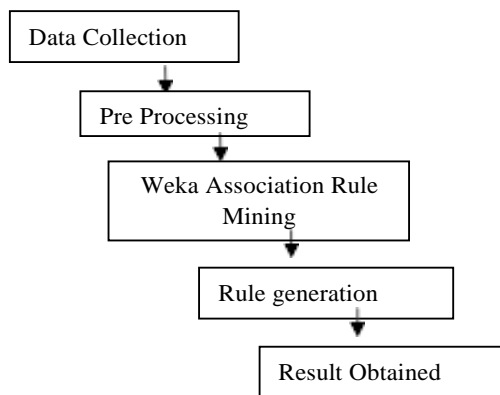 Data Collection
Pre Processing
Weka Association Rule
Mining
Rule generation
Result Obtained